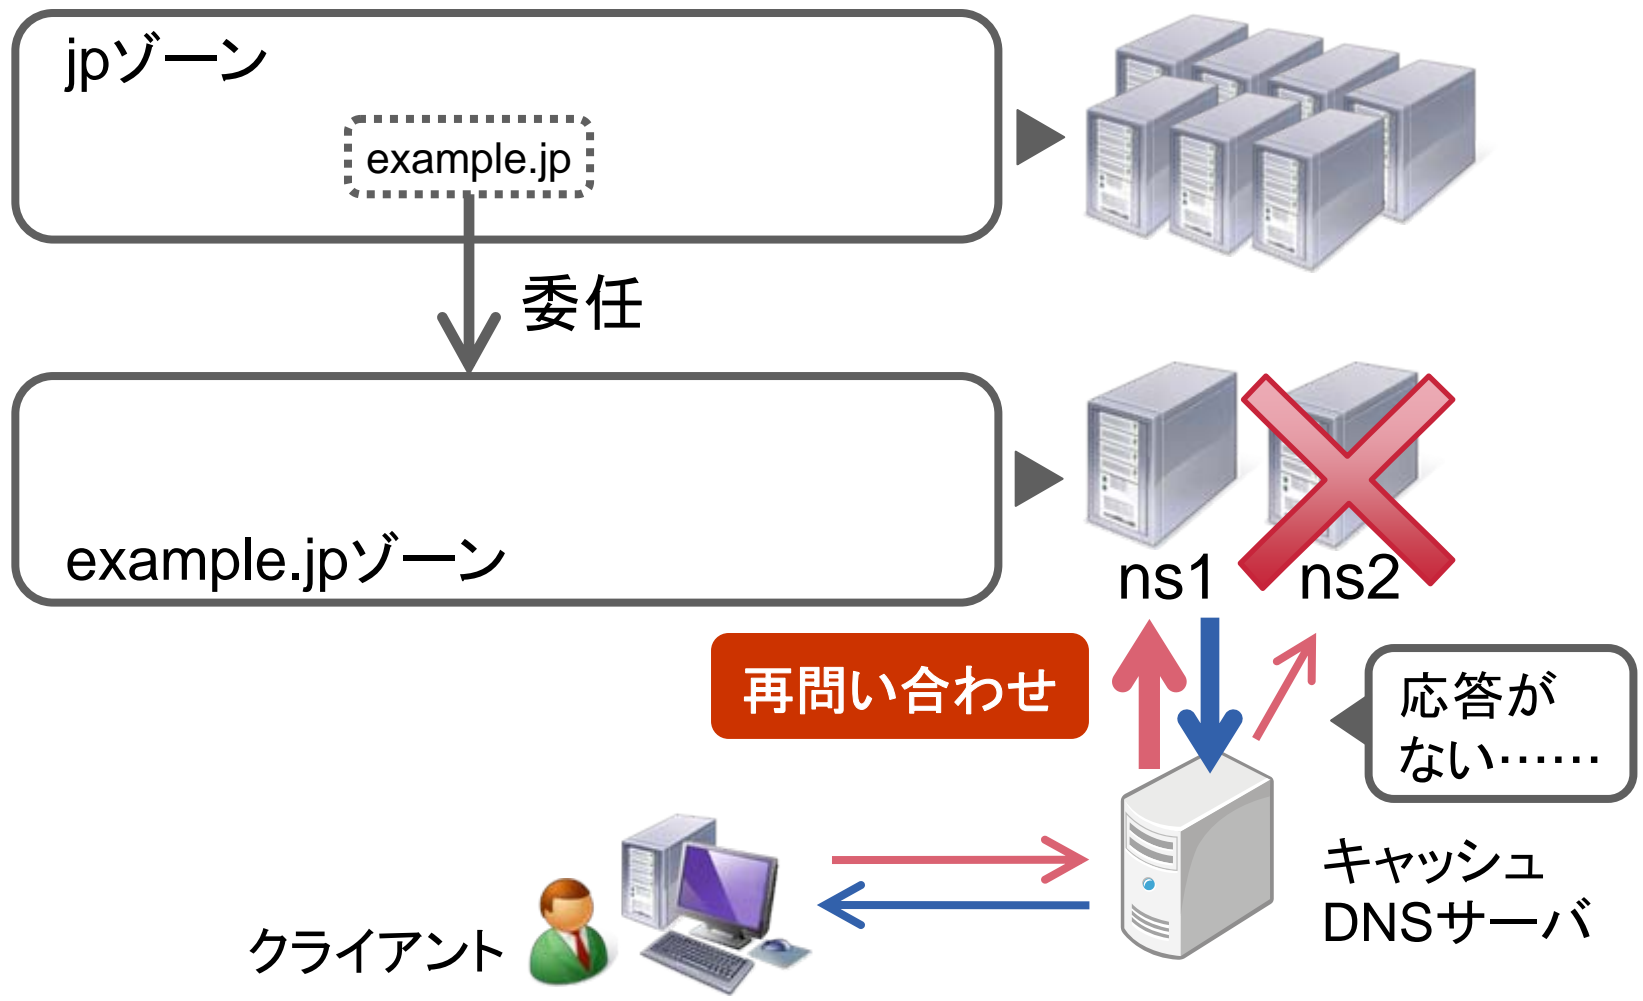 jpゾーン
example.jp
委任
example.jpゾーン
ns1
ns2
再問い合わせ
応答が
ない……
キャッシュ
DNSサーバ
クライアント